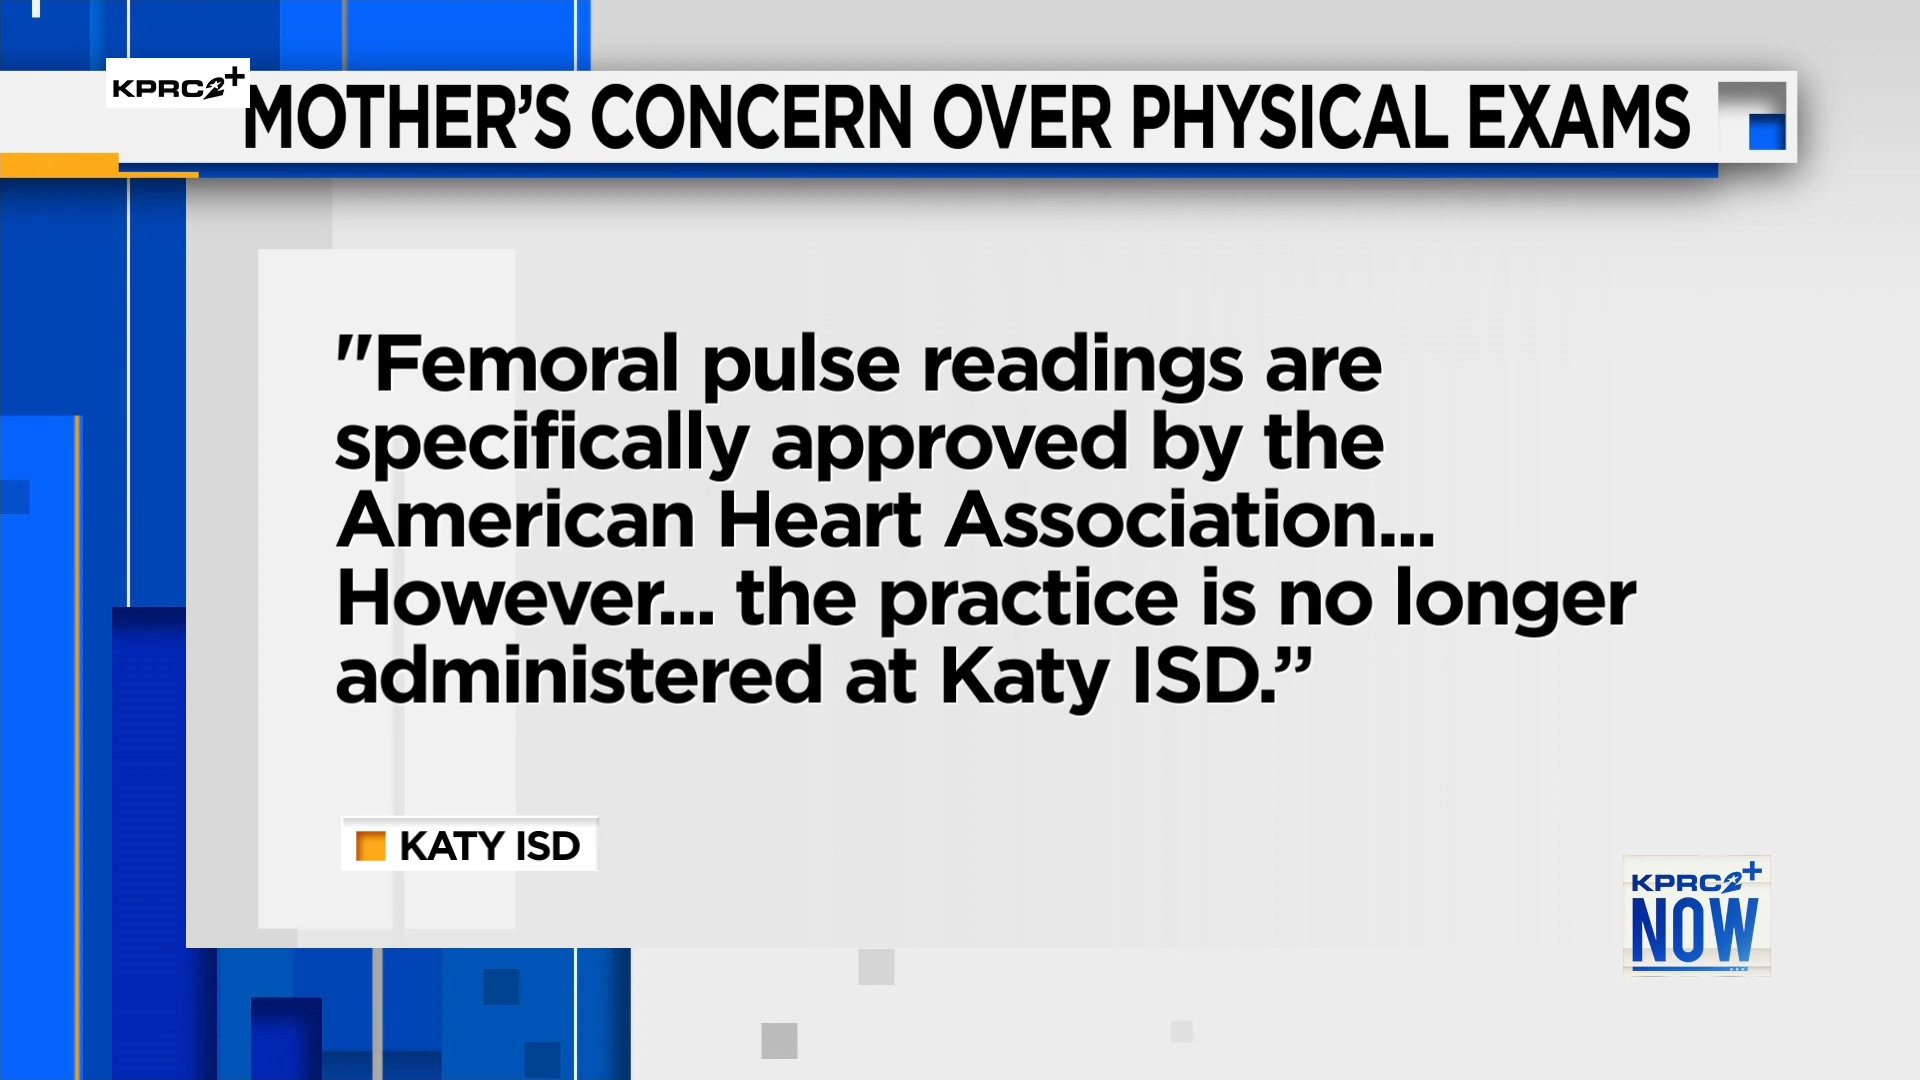 KPRC2+
MOTHER’S CONCERN OVER PHYSICAL EXAMS
"Femoral pulse readings are
specifically approved by the
American Heart Association...
However... the practice is no longer
administered at Katy ISD.”
KATY ISD
KPRC2+
NOW